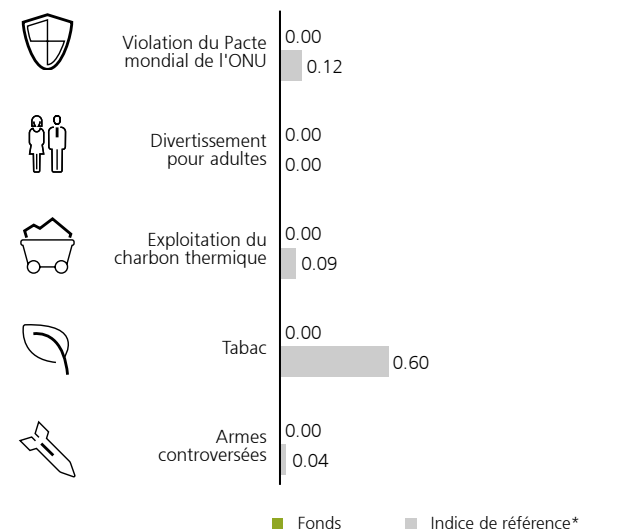 Violation du Pacte
mondial de l'ONU
0.00
0.12
Divertissement
pour adultes
0.00
0.00
Exploitation du
charbon thermique
0.00
0.09
Tabac
0.00
0.60
Armes
controversées
0.00
0.04
Fonds
Indice de référence*